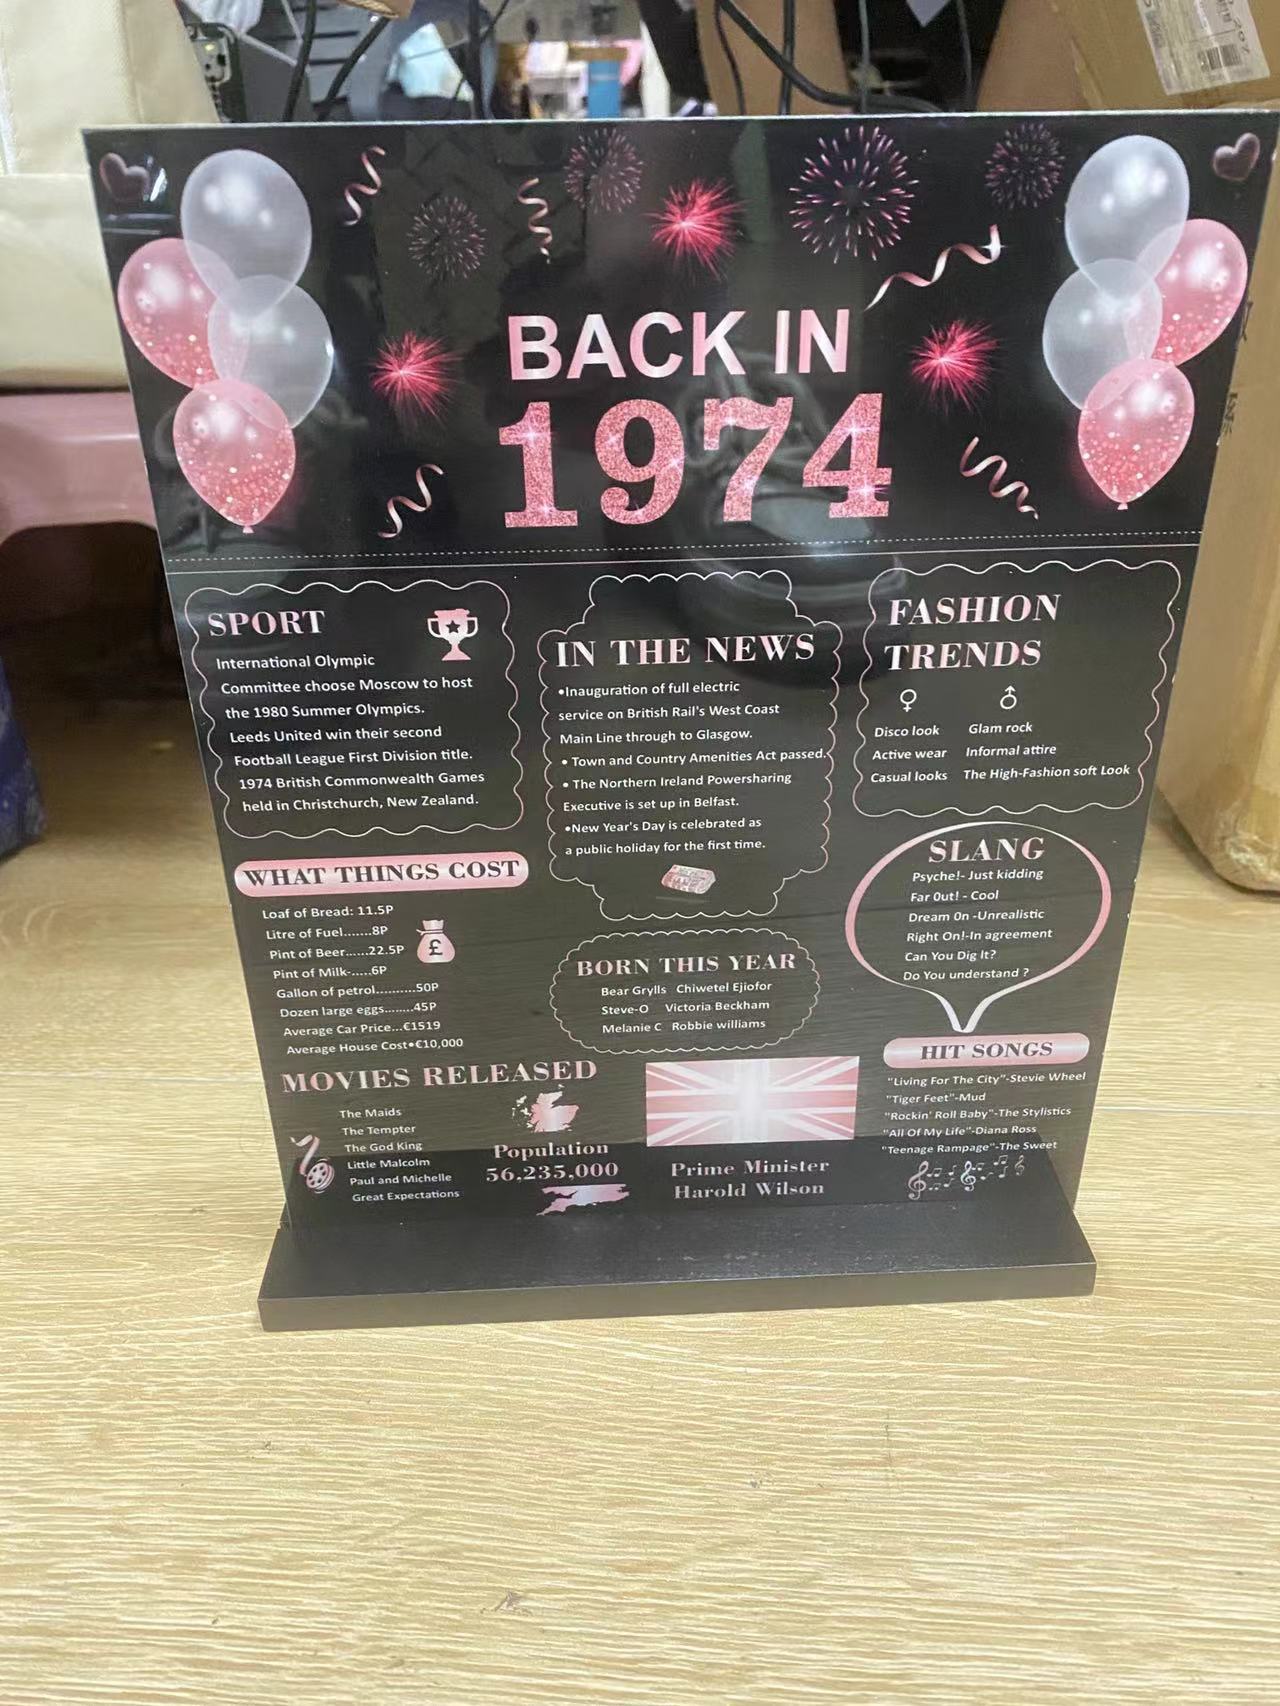 BACK IN
1974
SPORT
International Olympic
Committee choose Moscow to host
the 1980 Summer Olympics.
Leeds United win their second
Football League First Division title.
1974 British Commonwealth Games
held in Christchurch, New Zealand.
WHAT THINGS COST
Loaf of Bread: 11.5P
Litre of Fuel.......8P
Pint of Beer......22.5P
Pint of Milk-.....6P
Gallon of petrol..........50P
Dozen large eggs........45P
Average Car Price...€1519
Average House Cost•€10,000
£
MOVIES RELEASED
The Maids
The Tempter
The God King
Little Malcolm
Paul and Michelle
Great Expectations
Population
56,235,000
IN THE NEWS
•Inauguration of full electric
service on British Rail's West Coast
Main Line through to Glasgow.
• Town and Country Amenities Act passed.
• The Northern Ireland Powersharing
Executive is set up in Belfast.
•New Year's Day is celebrated as
a public holiday for the first time.
BORN THIS YEAR
Bear Grylls Chiwetel Ejiofor
Steve-O Victoria Beckham
Melanie C Robbie williams
Prime Minister
Harold Wilson
FASHION
TRENDS
♀ ♂
Disco look Glam rock
Active wear Informal attire
Casual looks The High-Fashion soft Look
SLANG
Psyche!- Just kidding
Far 0ut! - Cool
Dream 0n -Unrealistic
Right On!-In agreement
Can You Dig It?
Do You understand ?
HIT SONGS
"Living For The City"-Stevie Wheel
"Tiger Feet"-Mud
"Rockin' Roll Baby"-The Stylistics
"All Of My Life"-Diana Ross
"Teenage Rampage"-The Sweet